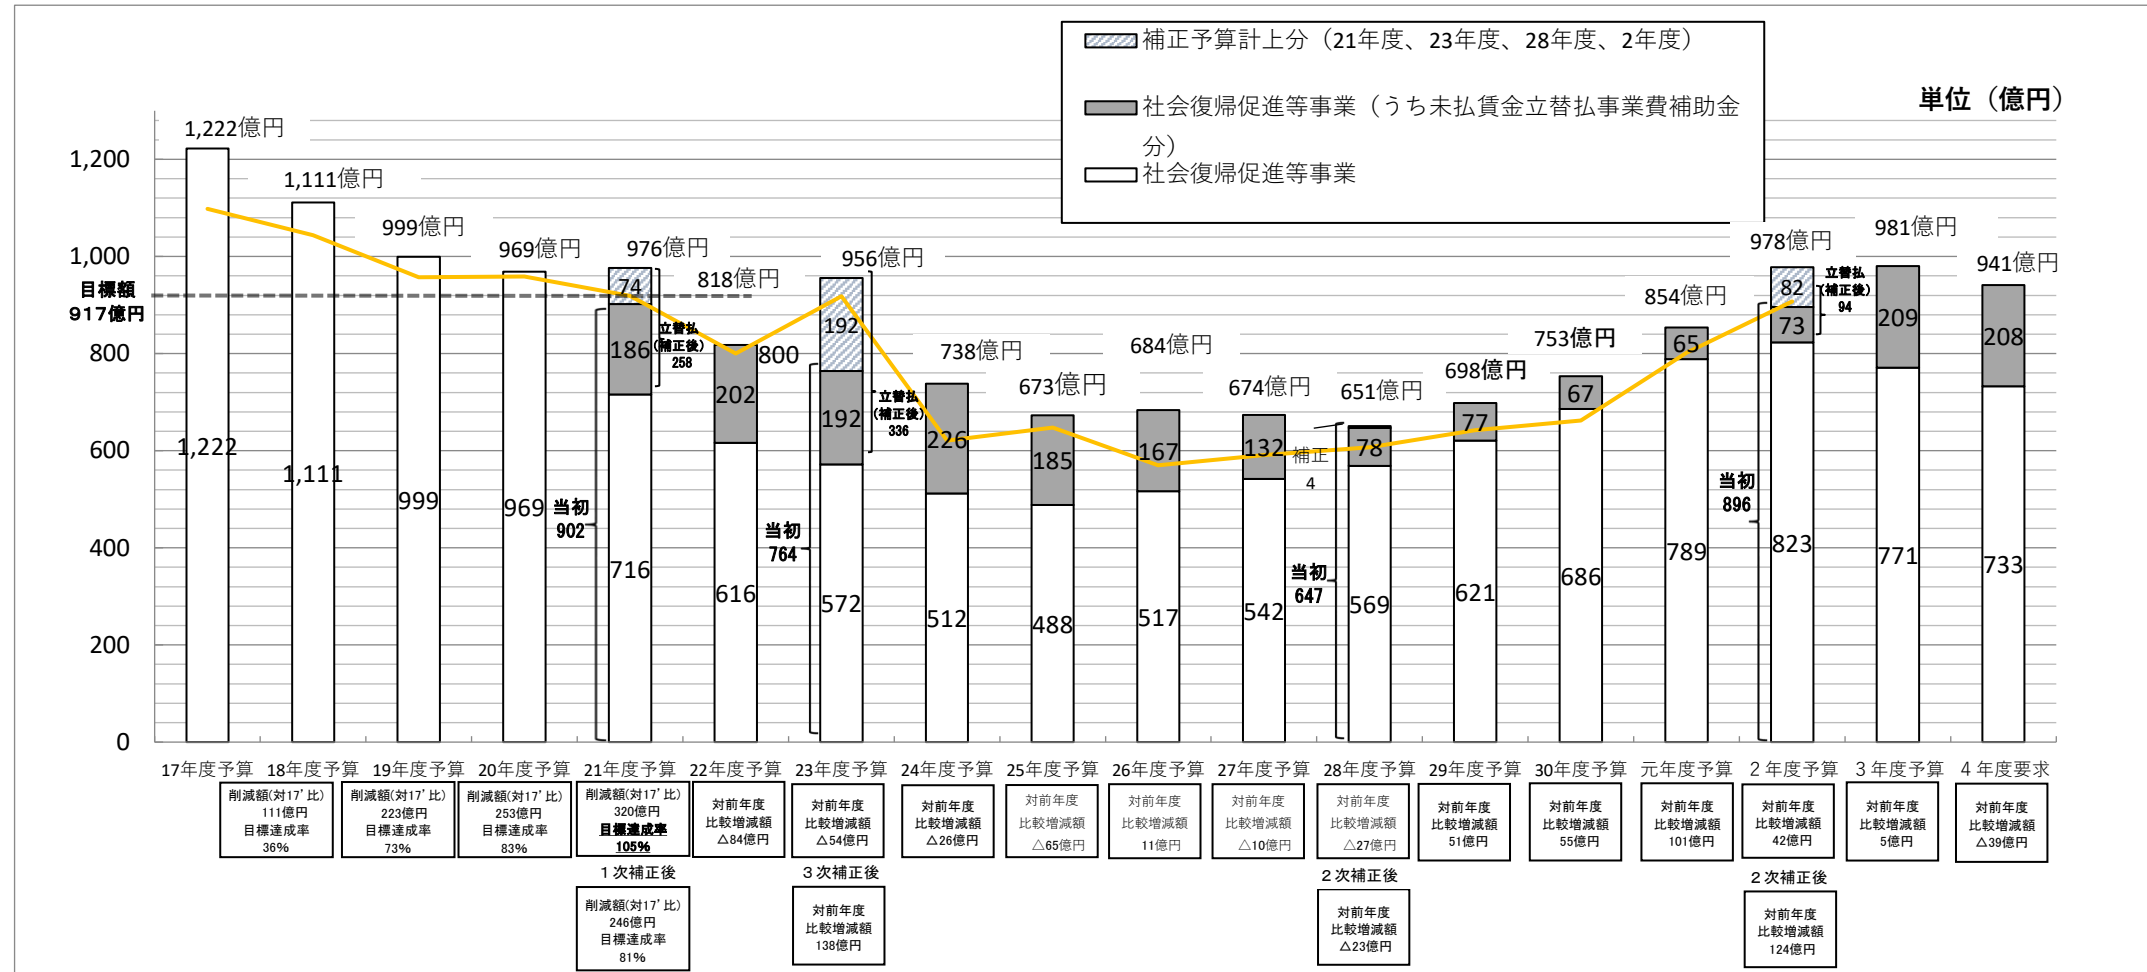 補正予算計上分（21年度、23年度、28年度、2年度）
社会復帰促進等事業（うち未払賃金立替払事業費補助金
分）
社会復帰促進等事業
単位（億円）
1,200
1,000
800
600
400
200
0
目標額
917億円
1,222億円
1,111億円
999億円
969億円
976億円
818億円
956億円
738億円
673億円
684億円
674億円
651億円
698億円
753億円
854億円
978億円
981億円
941億円
1,222
1,111
999
969
74
186
716
当初
902
立替払
(補正後)
258
800
202
616
192
192
572
当初
764
立替払
(補正後)
336
226
512
185
488
167
517
132
542
補正
4
78
569
当初
647
77
621
67
686
65
789
82
73
823
当初
896
立替払
(補正後)
94
209
771
208
733
17年度予算
18年度予算
19年度予算
20年度予算
21年度予算
22年度予算
23年度予算
24年度予算
25年度予算
26年度予算
27年度予算
28年度予算
29年度予算
30年度予算
元年度予算
２年度予算
３年度予算
４年度要求
削減額(対17’比)
111億円
目標達成率
36%
削減額(対17’比)
223億円
目標達成率
73%
削減額(対17’比)
253億円
目標達成率
83%
削減額(対17’比)
320億円
目標達成率
105%
対前年度
比較増減額
△84億円
対前年度
比較増減額
△54億円
対前年度
比較増減額
△26億円
対前年度
比較増減額
△65億円
対前年度
比較増減額
11億円
対前年度
比較増減額
△10億円
対前年度
比較増減額
△27億円
対前年度
比較増減額
51億円
対前年度
比較増減額
55億円
対前年度
比較増減額
101億円
対前年度
比較増減額
42億円
対前年度
比較増減額
5億円
対前年度
比較増減額
△39億円
１次補正後
削減額(対17’比)
246億円
目標達成率
81%
３次補正後
対前年度
比較増減額
138億円
２次補正後
対前年度
比較増減額
△23億円
２次補正後
対前年度
比較増減額
124億円